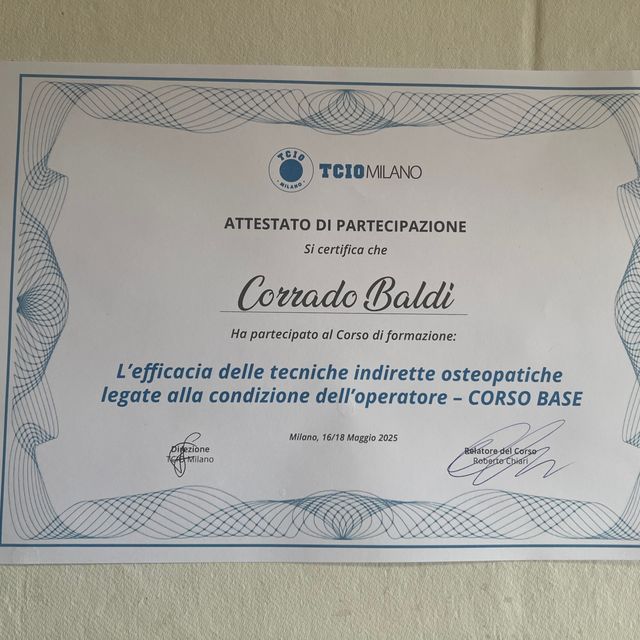 TCIO
MILANO
TCIO MILANO
ATTESTATO DI PARTECIPAZIONE
Si certifica che
Corrado Baldi
Ha partecipato al Corso di formazione:
L'efficacia delle tecniche indirette osteopatiche
legate alla condizione dell'operatore – CORSO BASE
Milano, 16/18 Maggio 2025
Direzione
TCIO Milano
Relatore del Corso
Roberto Chiari